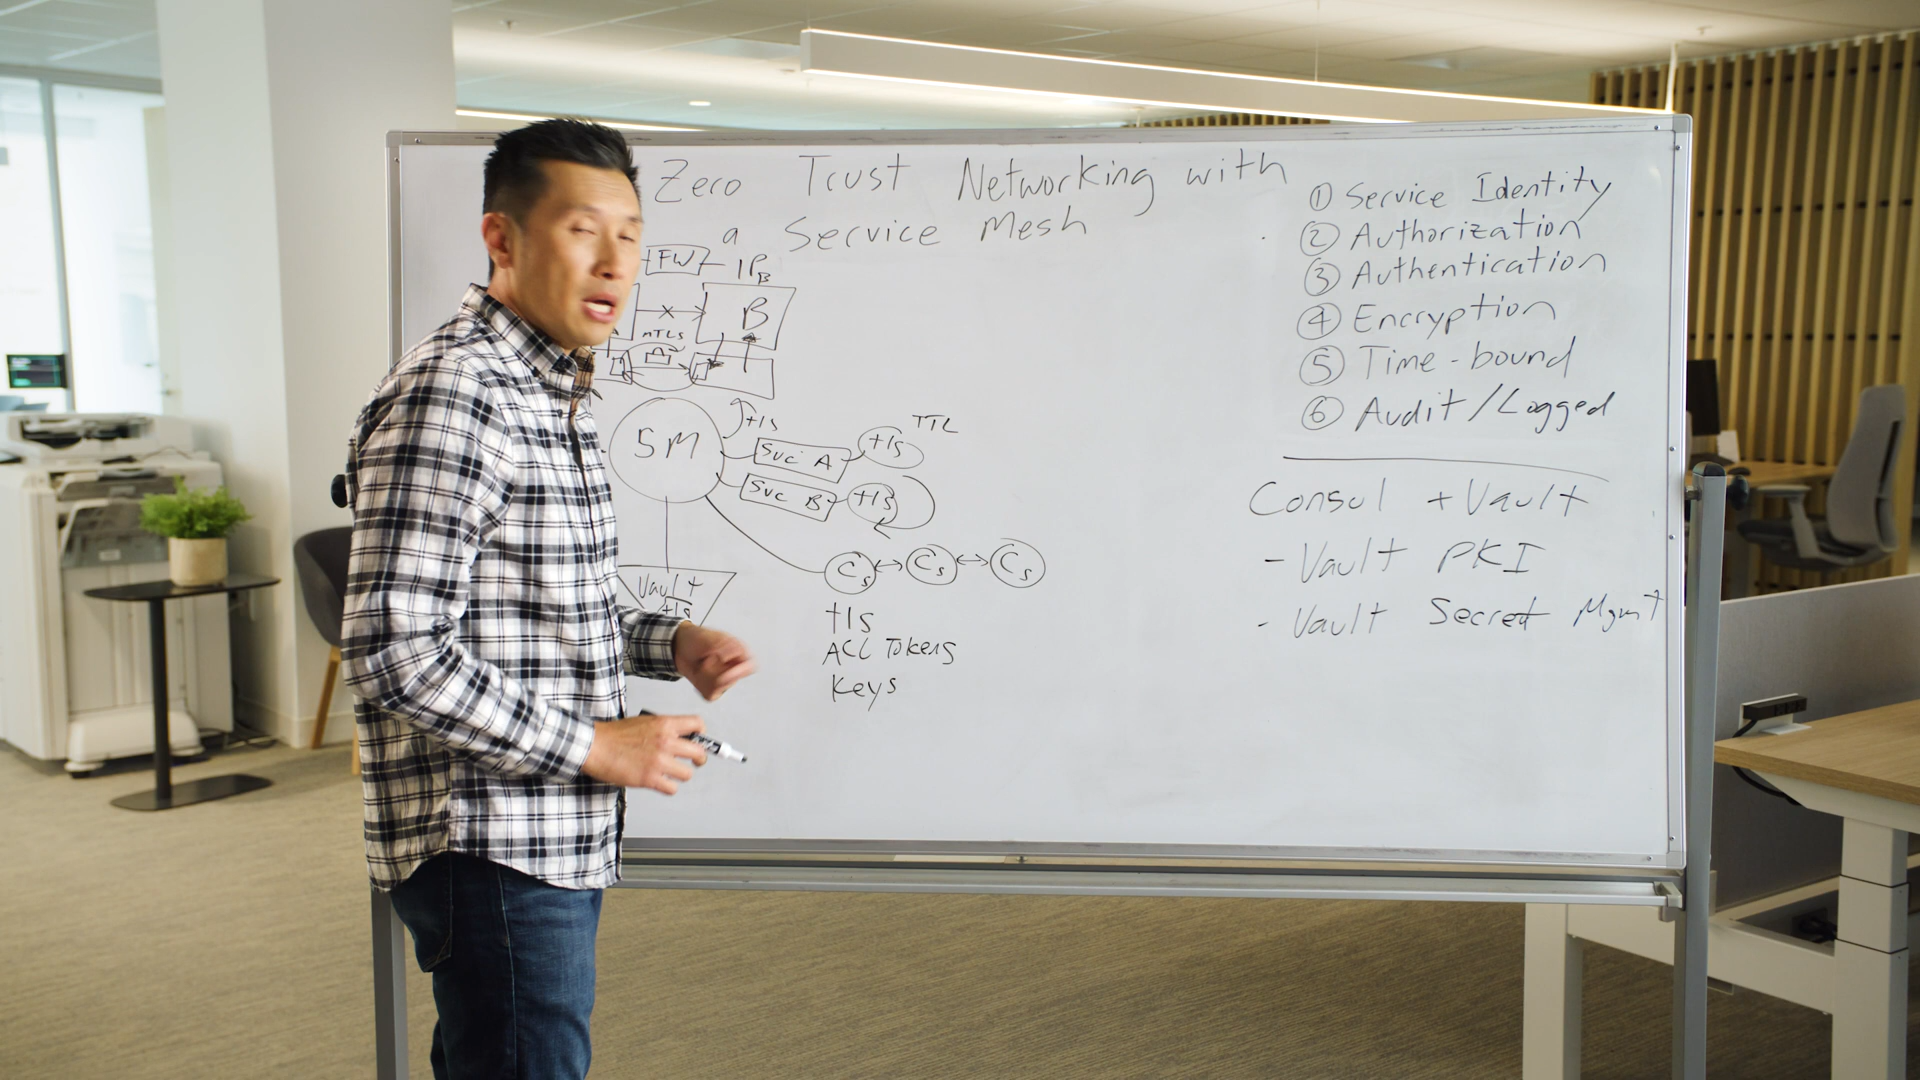 Zero Trust Networking with
a Service Mesh
FW IP B
B
mTLS
tls
SM
Svc A tls TTL
Svc B tls
Cs Cs Cs
Vault
tls
tls
ACL Tokens
Keys
① Service Identity
② Authorization
③ Authentication
④ Encryption
⑤ Time-bound
⑥ Audit/Logged
Consul + Vault
- Vault PKI
- Vault Secret Mgmt